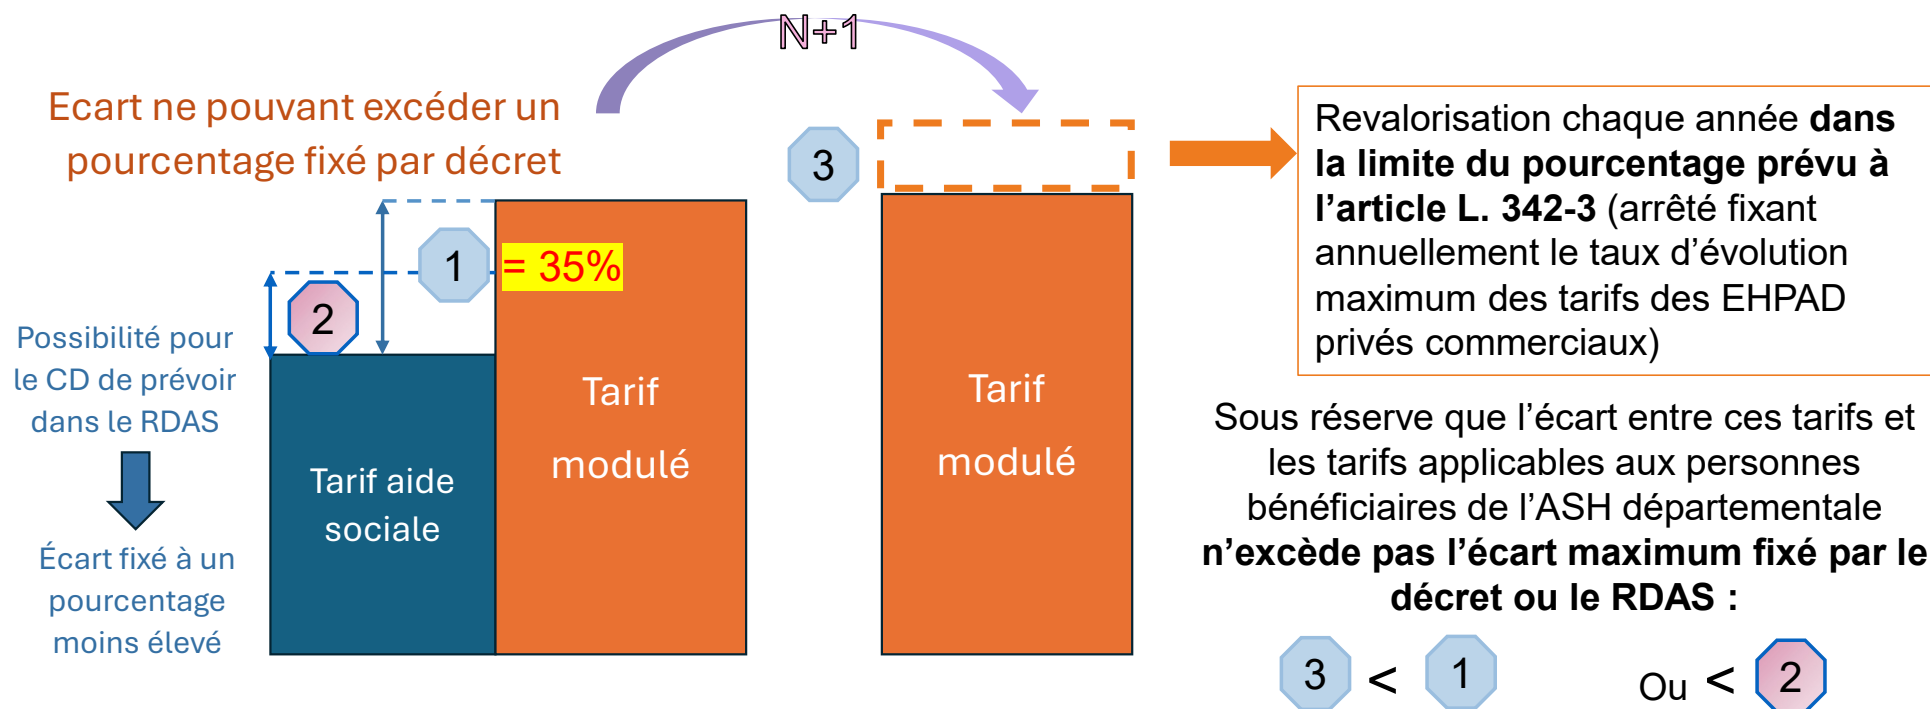 N+1
Ecart ne pouvant excéder un
pourcentage fixé par décret
3
1
= 35%
2
Possibilité pour
le CD de prévoir
dans le RDAS
Écart fixé à un
pourcentage
moins élevé
Tarif aide
sociale
Tarif
modulé
Tarif
modulé
Revalorisation chaque année dans
la limite du pourcentage prévu à
l’article L. 342-3 (arrêté fixant
annuellement le taux d’évolution
maximum des tarifs des EHPAD
privés commerciaux)
Sous réserve que l’écart entre ces tarifs et
les tarifs applicables aux personnes
bénéficiaires de l’ASH départementale
n’excède pas l’écart maximum fixé par le
décret ou le RDAS :
3 < 1 Ou < 2